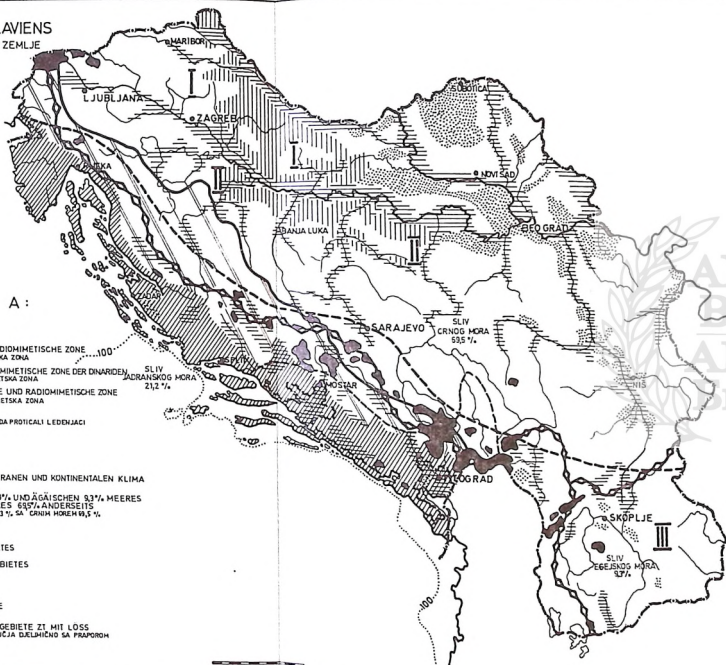 AVIENS
ZEMLJE
A :
DIOMIMETISCHE ZONE
KA ZONA
MIMETISCHE ZONE DER DINARIDEN
TSKA ZONA
E UND RADIOMIMETISCHE ZONE
ETSKA ZONA
DA PROTICALI LEDENJACI
RANEN UND KONTINENTALEN KLIMA
UND ÄGÄISCHEN 9,3% MEERES
ES 69,5% ANDERSEITS
SA CRNIM MOREM 69,5 %
TES
BIETES
E
GEBIETE ZT MIT LÖSS
ČJA DJELIMIČNO SA PRAPOROM
MARIBOR
I
LJUBLJANA
ZAGREB
SUBOTICA
I
NOVI SAD
II
BANJA LUKA
II
BEOGRAD
ZADAR
SARAJEVO
SLIV
CRNOG MORA
69,5 %
-100-
SLIV
JADRANSKOG MORA
21,2 %
SPLIT
MOSTAR
NIŠ
TITOGRAD
SKOPLJE
III
SLIV
EGEJSKOG MORA
9,3%
-100-